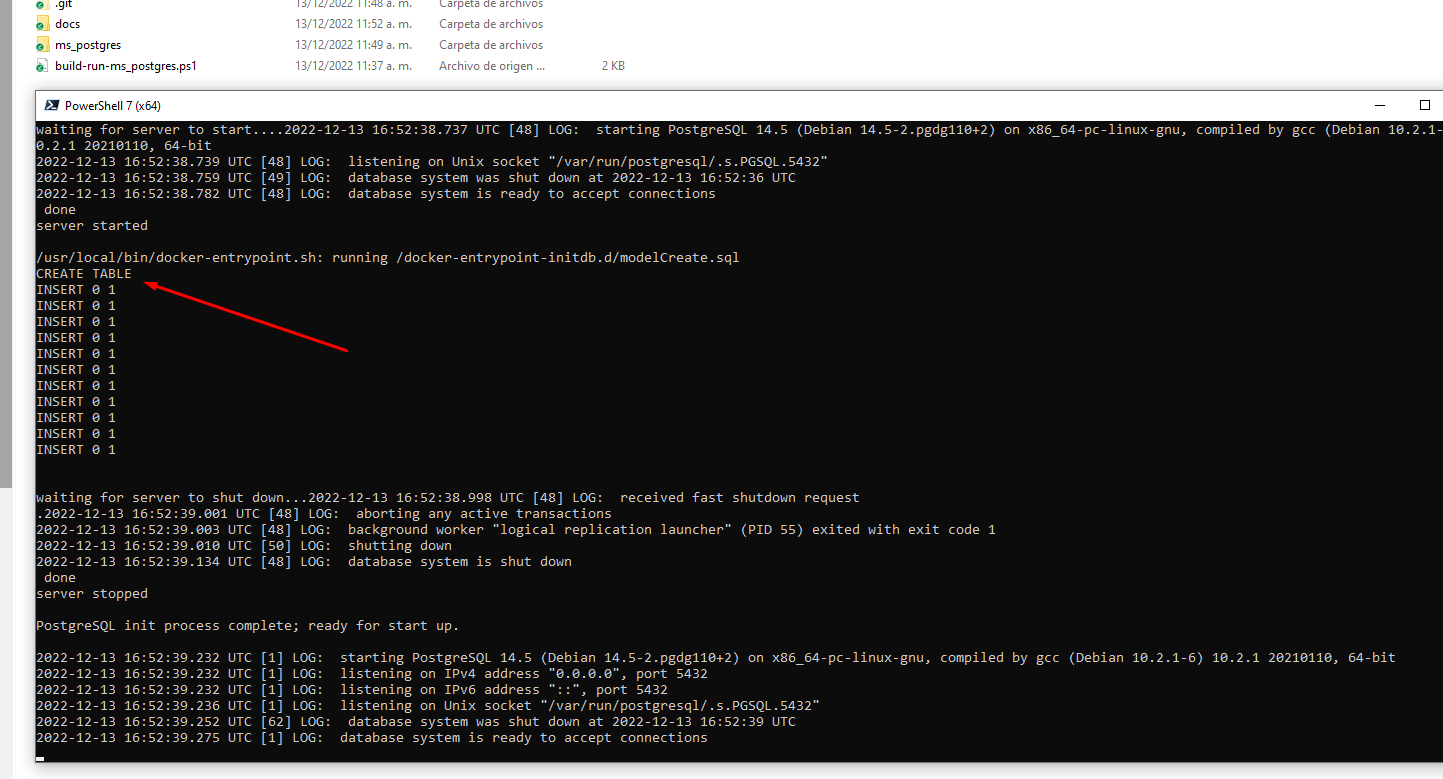 .git 13/12/2022 11:48 a. m. Carpeta de archivos
docs 13/12/2022 11:52 a. m. Carpeta de archivos
ms_postgres 13/12/2022 11:49 a. m. Carpeta de archivos
build-run-ms_postgres.ps1 13/12/2022 11:37 a. m. Archivo de origen ... 2 KB
PowerShell 7 (x64)
waiting for server to start....2022-12-13 16:52:38.737 UTC [48] LOG:  starting PostgreSQL 14.5 (Debian 14.5-2.pgdg110+2) on x86_64-pc-linux-gnu, compiled by gcc (Debian 10.2.1-
0.2.1 20210110, 64-bit
2022-12-13 16:52:38.739 UTC [48] LOG:  listening on Unix socket "/var/run/postgresql/.s.PGSQL.5432"
2022-12-13 16:52:38.759 UTC [49] LOG:  database system was shut down at 2022-12-13 16:52:36 UTC
2022-12-13 16:52:38.782 UTC [48] LOG:  database system is ready to accept connections
 done
server started
/usr/local/bin/docker-entrypoint.sh: running /docker-entrypoint-initdb.d/modelCreate.sql
CREATE TABLE
INSERT 0 1
INSERT 0 1
INSERT 0 1
INSERT 0 1
INSERT 0 1
INSERT 0 1
INSERT 0 1
INSERT 0 1
INSERT 0 1
INSERT 0 1
INSERT 0 1
waiting for server to shut down...2022-12-13 16:52:38.998 UTC [48] LOG:  received fast shutdown request
.2022-12-13 16:52:39.001 UTC [48] LOG:  aborting any active transactions
2022-12-13 16:52:39.003 UTC [48] LOG:  background worker "logical replication launcher" (PID 55) exited with exit code 1
2022-12-13 16:52:39.010 UTC [50] LOG:  shutting down
2022-12-13 16:52:39.134 UTC [48] LOG:  database system is shut down
 done
server stopped
PostgreSQL init process complete; ready for start up.
2022-12-13 16:52:39.232 UTC [1] LOG:  starting PostgreSQL 14.5 (Debian 14.5-2.pgdg110+2) on x86_64-pc-linux-gnu, compiled by gcc (Debian 10.2.1-6) 10.2.1 20210110, 64-bit
2022-12-13 16:52:39.232 UTC [1] LOG:  listening on IPv4 address "0.0.0.0", port 5432
2022-12-13 16:52:39.232 UTC [1] LOG:  listening on IPv6 address "::", port 5432
2022-12-13 16:52:39.236 UTC [1] LOG:  listening on Unix socket "/var/run/postgresql/.s.PGSQL.5432"
2022-12-13 16:52:39.252 UTC [62] LOG:  database system was shut down at 2022-12-13 16:52:39 UTC
2022-12-13 16:52:39.275 UTC [1] LOG:  database system is ready to accept connections